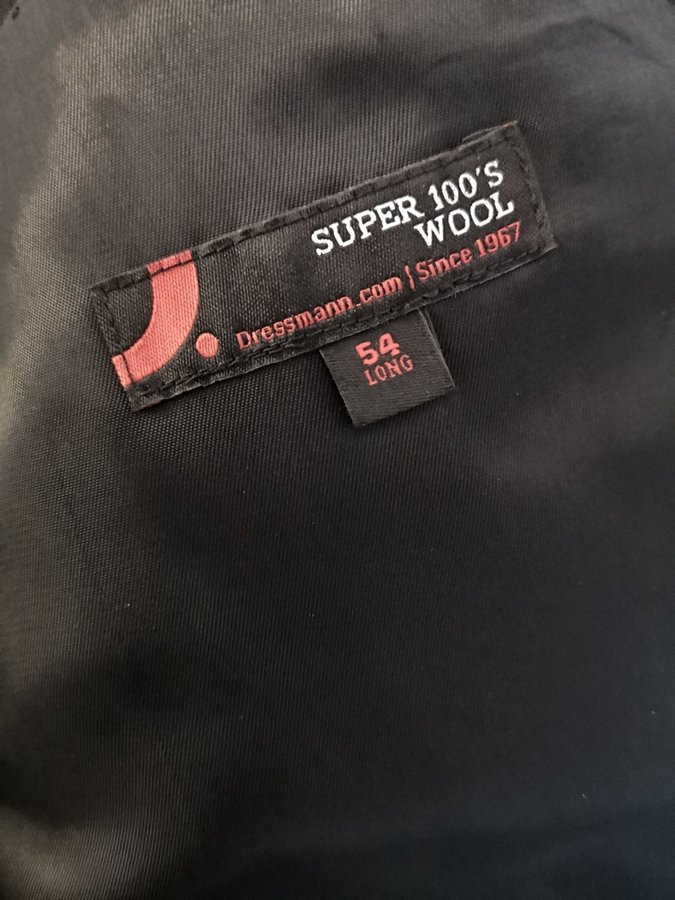 SUPER 100'S
WOOL
Dressmann.com | Since 1967
54
LONG